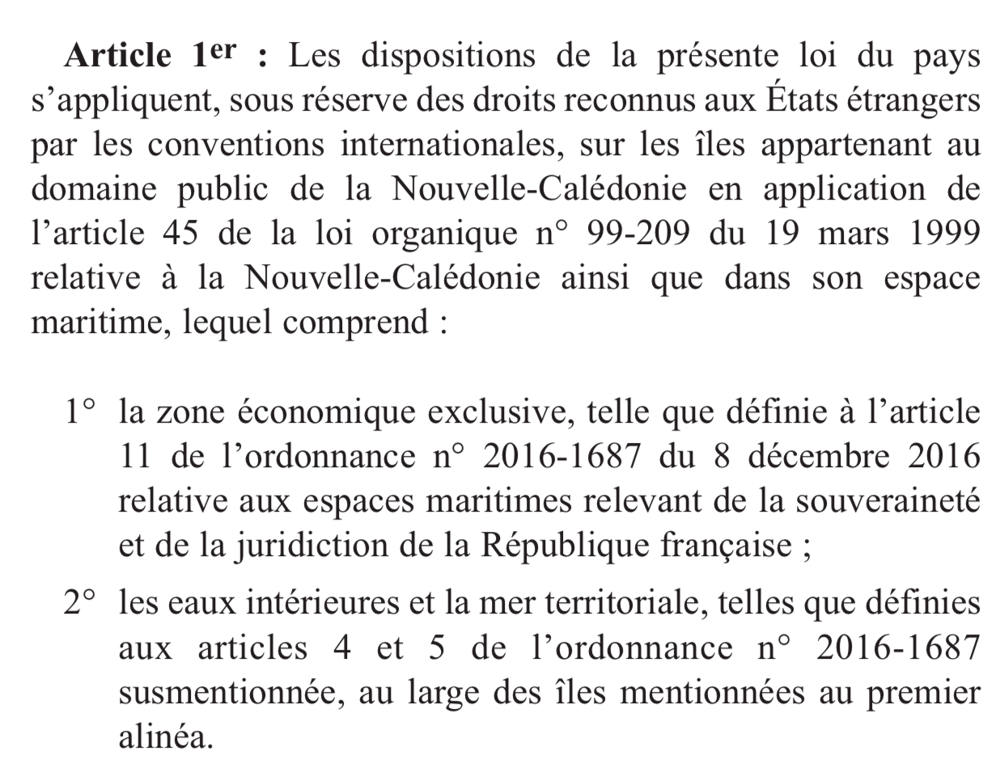 Article 1er : Les dispositions de la présente loi du pays
s’appliquent, sous réserve des droits reconnus aux États étrangers
par les conventions internationales, sur les îles appartenant au
domaine public de la Nouvelle-Calédonie en application de
l’article 45 de la loi organique n° 99-209 du 19 mars 1999
relative à la Nouvelle-Calédonie ainsi que dans son espace
maritime, lequel comprend :
1° la zone économique exclusive, telle que définie à l’article
11 de l’ordonnance n° 2016-1687 du 8 décembre 2016
relative aux espaces maritimes relevant de la souveraineté
et de la juridiction de la République française ;
2° les eaux intérieures et la mer territoriale, telles que définies
aux articles 4 et 5 de l’ordonnance n° 2016-1687
susmentionnée, au large des îles mentionnées au premier
alinéa.